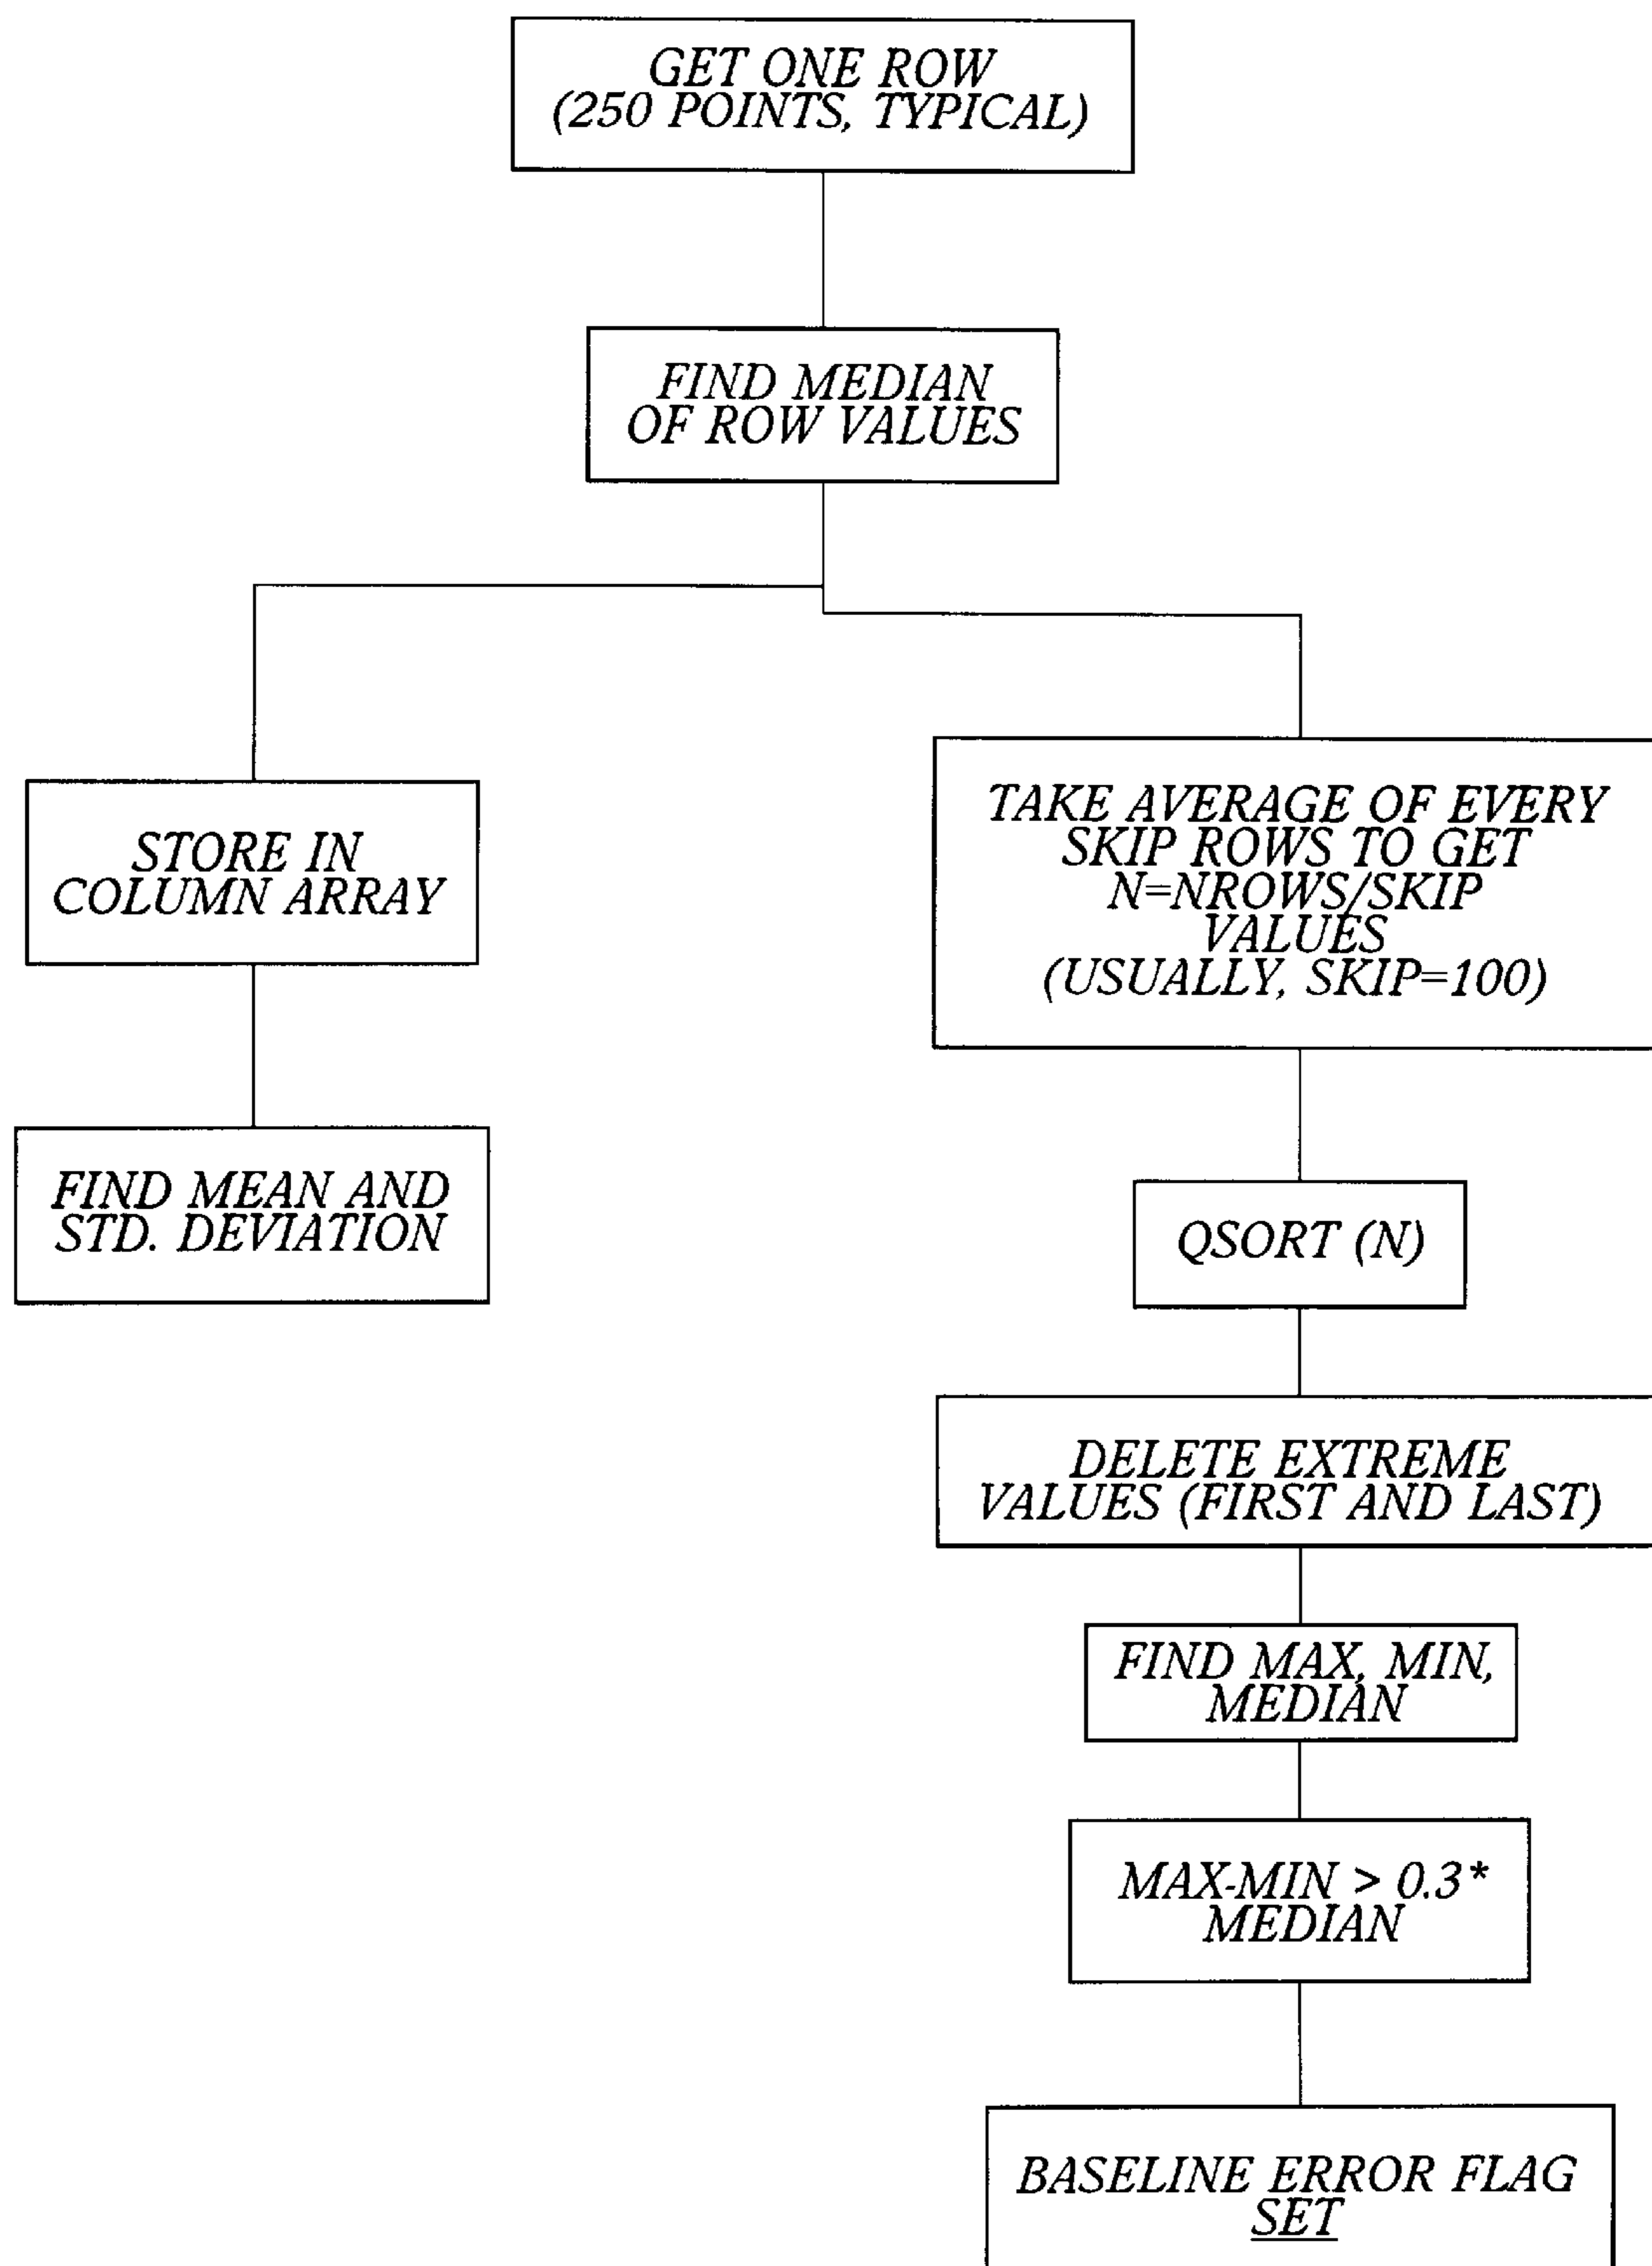 GET ONE ROW
(250 POINTS, TYPICAL)
FIND MEDIAN
OF ROW VALUES
STORE IN
COLUMN ARRAY
FIND MEAN AND
STD. DEVIATION
TAKE AVERAGE OF EVERY
SKIP ROWS TO GET
N=NROWS/SKIP
VALUES
(USUALLY, SKIP=100)
QSORT (N)
DELETE EXTREME
VALUES (FIRST AND LAST)
FIND MAX, MIN,
MEDIAN
MAX-MIN > 0.3*
MEDIAN
BASELINE ERROR FLAG
SET